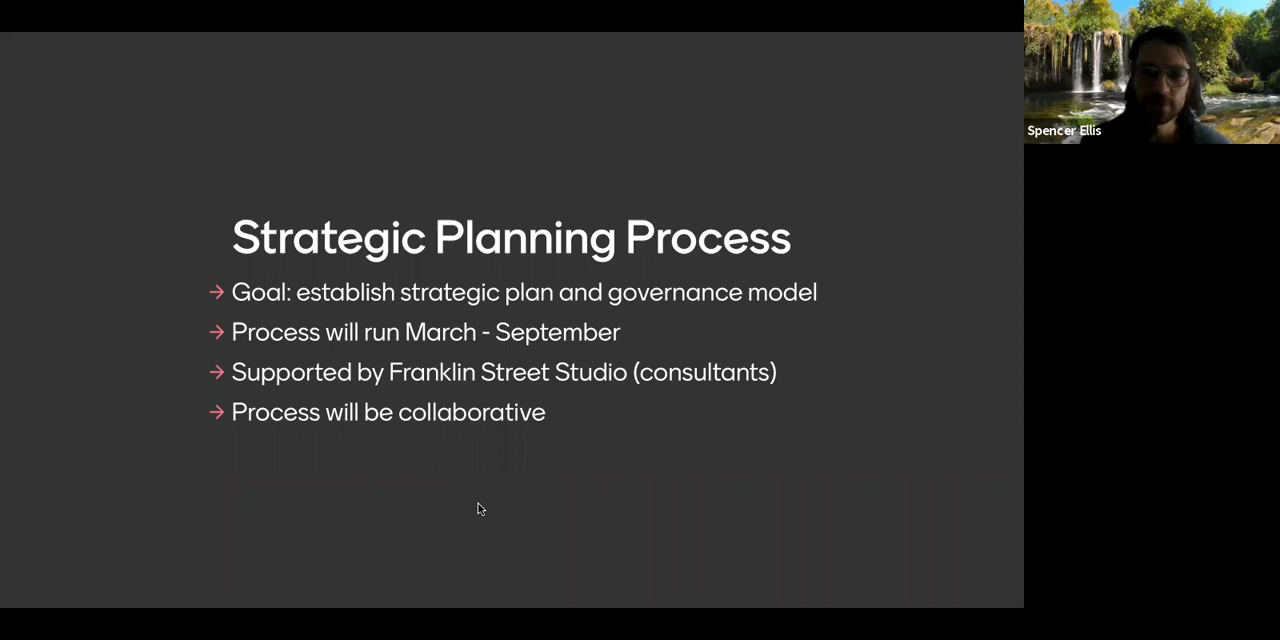 Strategic Planning Process
→ Goal: establish strategic plan and governance model
→ Process will run March - September
→ Supported by Franklin Street Studio (consultants)
→ Process will be collaborative
Spencer Ellis